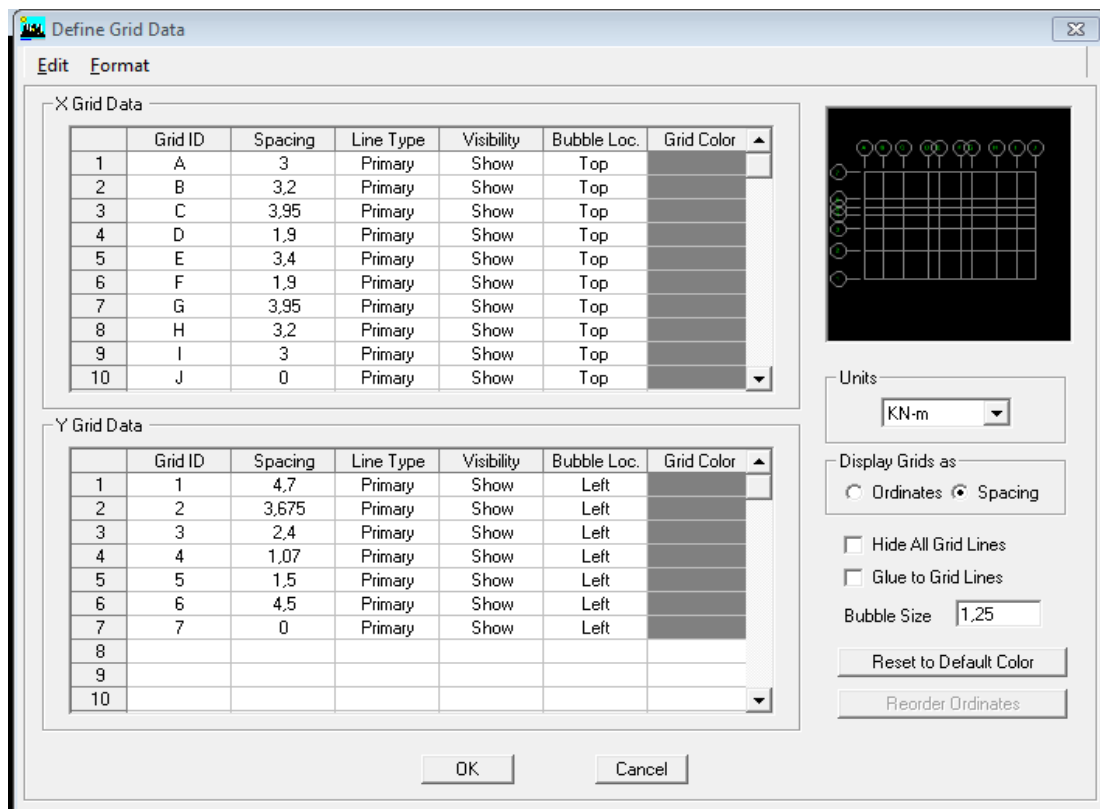 Define Grid Data
Edit Format
X Grid Data
Grid ID Spacing Line Type Visibility Bubble Loc. Grid Color
1 A 3 Primary Show Top
2 B 3,2 Primary Show Top
3 C 3,95 Primary Show Top
4 D 1,9 Primary Show Top
5 E 3,4 Primary Show Top
6 F 1,9 Primary Show Top
7 G 3,95 Primary Show Top
8 H 3,2 Primary Show Top
9 I 3 Primary Show Top
10 J 0 Primary Show Top
Units
KN-m
Y Grid Data
Grid ID Spacing Line Type Visibility Bubble Loc. Grid Color
1 1 4,7 Primary Show Left
2 2 3,675 Primary Show Left
3 3 2,4 Primary Show Left
4 4 1,07 Primary Show Left
5 5 1,5 Primary Show Left
6 6 4,5 Primary Show Left
7 7 0 Primary Show Left
8
9
10
Display Grids as
Ordinates Spacing
Hide All Grid Lines
Glue to Grid Lines
Bubble Size 1,25
Reset to Default Color
Reorder Ordinates
OK Cancel